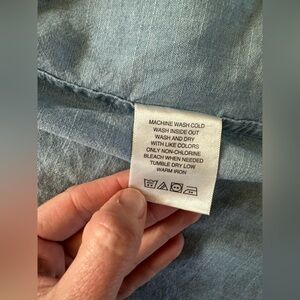 MACHINE WASH COLD
WASH INSIDE OUT
WASH AND DRY
WITH LIKE COLORS
ONLY NON-CHLORINE
BLEACH WHEN NEEDED
TUMBLE DRY LOW
WARM IRON